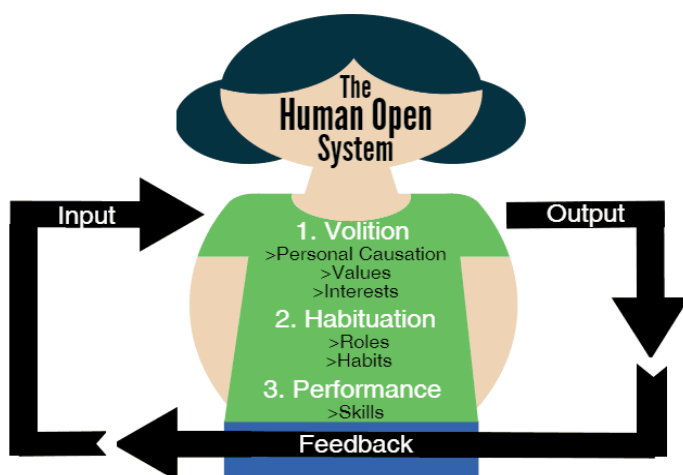 The
Human Open
System
Input
Output
1. Volition
>Personal Causation
>Values
>Interests
2. Habituation
>Roles
>Habits
3. Performance
>Skills
Feedback